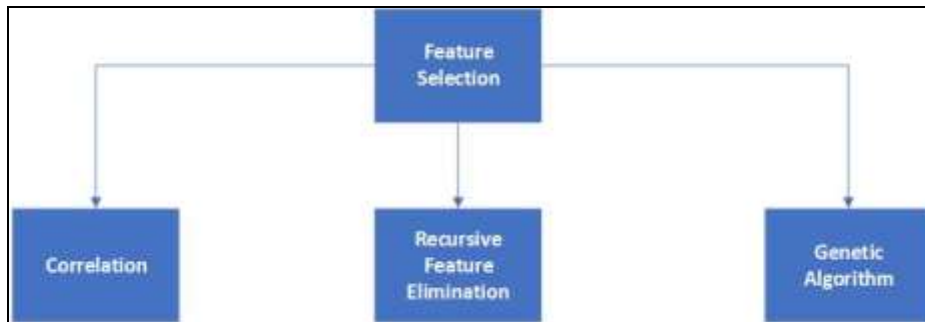 Feature
Selection
Correlation
Recursive
Feature
Elimination
Genetic
Algorithm